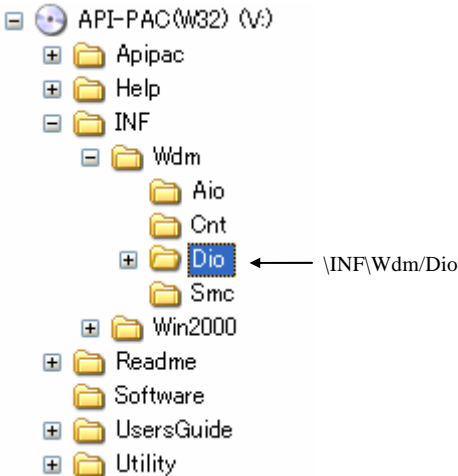 API-PAC(W32) (V:)
Apipac
Help
INF
Wdm
Aio
Cnt
Dio
\INF\Wdm/Dio
Smc
Win2000
Readme
Software
UsersGuide
Utility